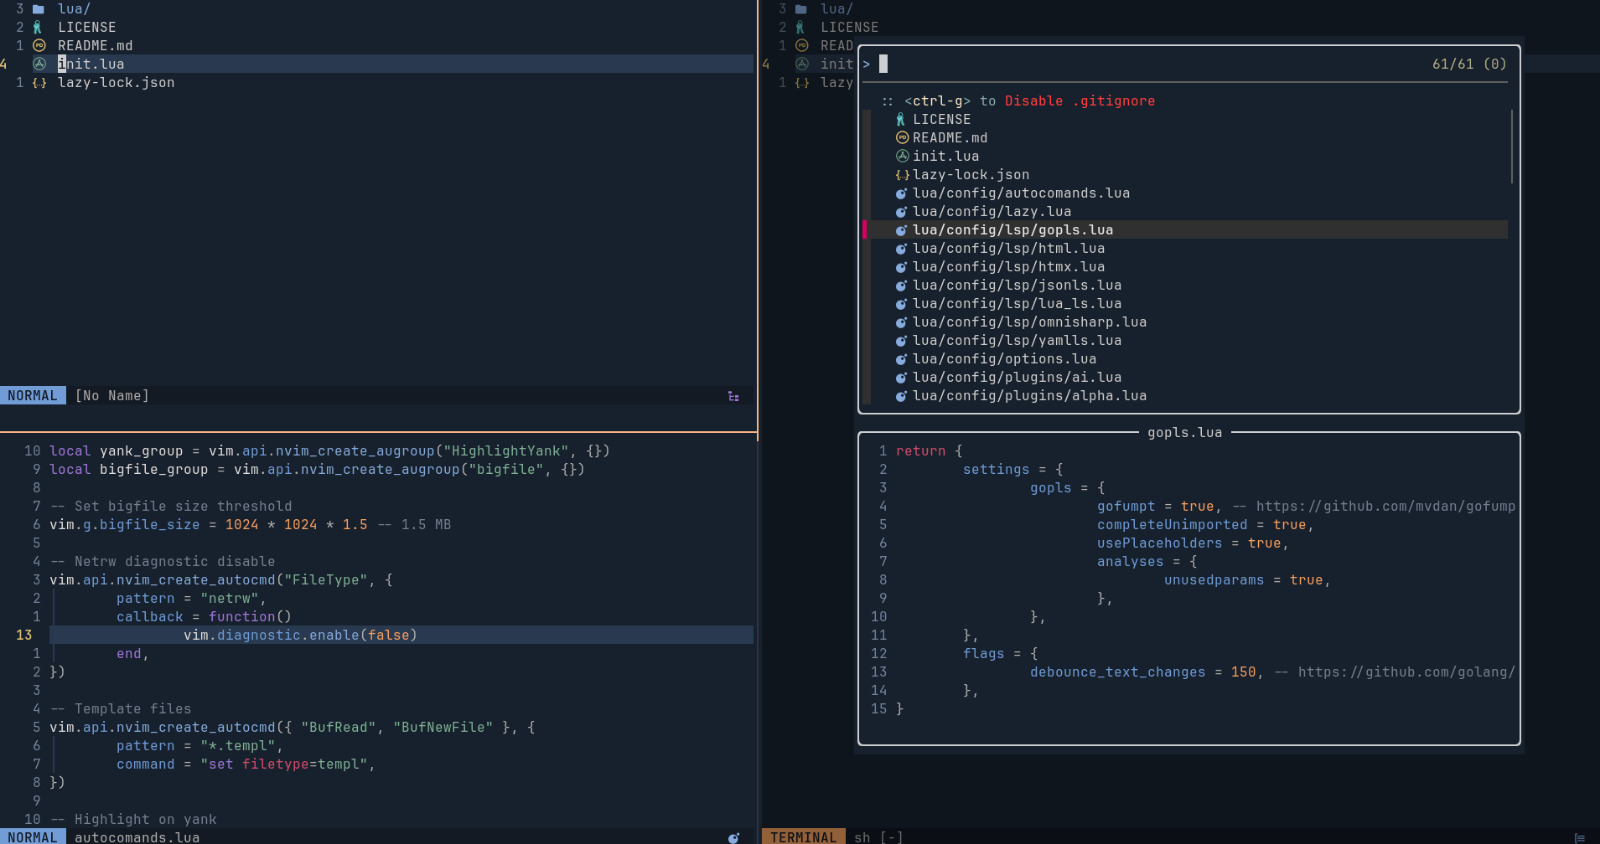 3 lua/
2 LICENSE
1 README.md
4 init.lua
1 lazy-lock.json
NORMAL [No Name]
10 local yank_group = vim.api.nvim_create_augroup("HighlightYank", {})
9 local bigfile_group = vim.api.nvim_create_augroup("bigfile", {})
8
7 -- Set bigfile size threshold
6 vim.g.bigfile_size = 1024 * 1024 * 1.5 -- 1.5 MB
5
4 -- Netrw diagnostic disable
3 vim.api.nvim_create_autocmd("FileType", {
2 pattern = "netrw",
1 callback = function()
13 vim.diagnostic.enable(false)
1 end,
2 })
3
4 -- Template files
5 vim.api.nvim_create_autocmd({ "BufRead", "BufNewFile" }, {
6 pattern = "*.templ",
7 command = "set filetype=templ",
8 })
9
10 -- Highlight on yank
NORMAL autocomands.lua
3 lua/
2 LICENSE
1 READ
4 init
1 lazy
> 61/61 (0)
:: <ctrl-g> to Disable .gitignore
LICENSE
README.md
init.lua
lazy-lock.json
lua/config/autocomands.lua
lua/config/lazy.lua
lua/config/lsp/gopls.lua
lua/config/lsp/html.lua
lua/config/lsp/htmx.lua
lua/config/lsp/jsonls.lua
lua/config/lsp/lua_ls.lua
lua/config/lsp/omnisharp.lua
lua/config/lsp/yamlls.lua
lua/config/options.lua
lua/config/plugins/ai.lua
lua/config/plugins/alpha.lua
gopls.lua
1 return {
2 settings = {
3 gopls = {
4 gofumpt = true, -- https://github.com/mvdan/gofump
5 completeUnimported = true,
6 usePlaceholders = true,
7 analyses = {
8 unusedparams = true,
9 },
10 },
11 },
12 flags = {
13 debounce_text_changes = 150, -- https://github.com/golang/
14 },
15 }
TERMINAL sh [-]